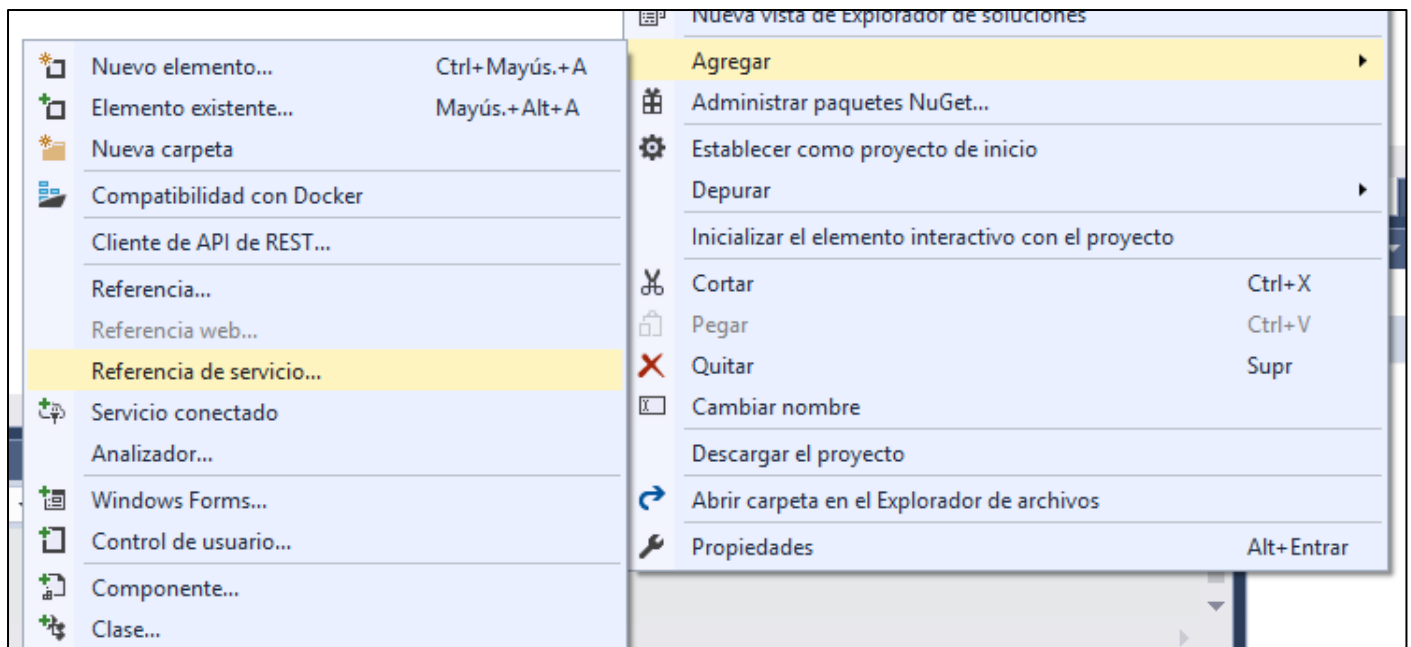 Nueva vista de Explorador de soluciones
Nuevo elemento... Ctrl+Mayús.+A
Elemento existente... Mayús.+Alt+A
Nueva carpeta
Compatibilidad con Docker
Cliente de API de REST...
Referencia...
Referencia web...
Referencia de servicio...
Servicio conectado
Analizador...
Windows Forms...
Control de usuario...
Componente...
Clase...
Agregar
Administrar paquetes NuGet...
Establecer como proyecto de inicio
Depurar
Inicializar el elemento interactivo con el proyecto
Cortar Ctrl+X
Pegar Ctrl+V
Quitar Supr
Cambiar nombre
Descargar el proyecto
Abrir carpeta en el Explorador de archivos
Propiedades Alt+Entrar